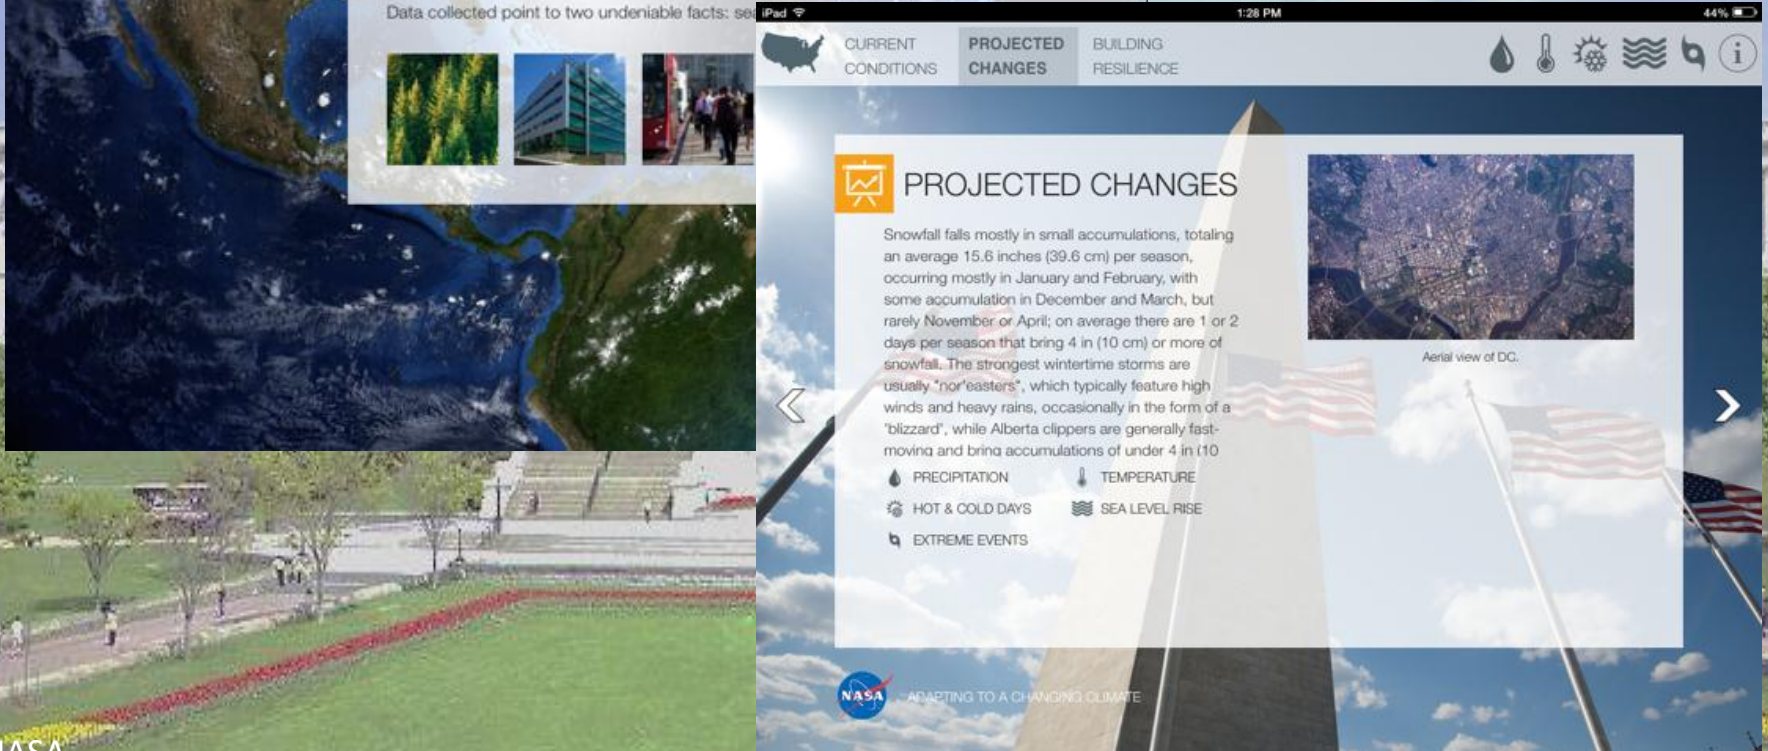 Data collected point to two undeniable facts:
iPad
1:28 PM
44%
CURRENT
CONDITIONS
PROJECTED
CHANGES
BUILDING
RESILIENCE
i
PROJECTED CHANGES
Snowfall falls mostly in small accumulations, totaling
an average 15.6 inches (39.6 cm) per season,
occurring mostly in January and February, with
some accumulation in December and March, but
rarely November or April; on average there are 1 or 2
days per season that bring 4 in (10 cm) or more of
snowfall. The strongest wintertime storms are
usually "nor'easters", which typically feature high
winds and heavy rains, occasionally in the form of a
'blizzard', while Alberta clippers are generally fast-
moving and bring accumulations of under 4 in (10
Aerial view of DC.
PRECIPITATION
TEMPERATURE
HOT & COLD DAYS
SEA LEVEL RISE
EXTREME EVENTS
NASA
ADAPTING TO A CHANGING CLIMATE